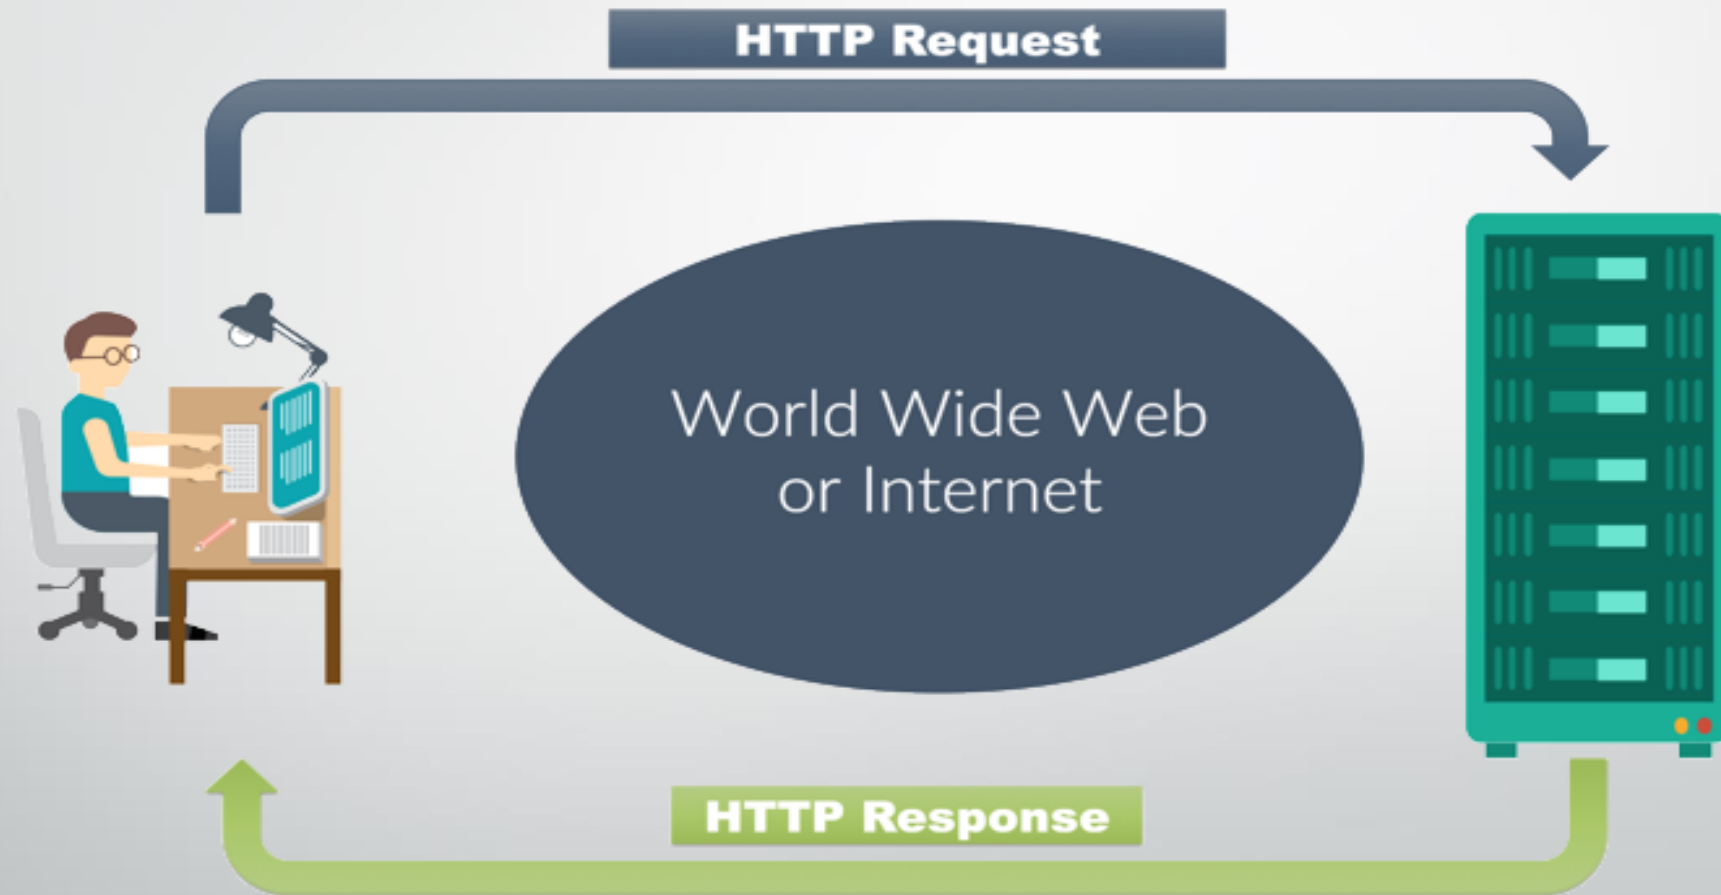 HTTP Request
World Wide Web
or Internet
HTTP Response